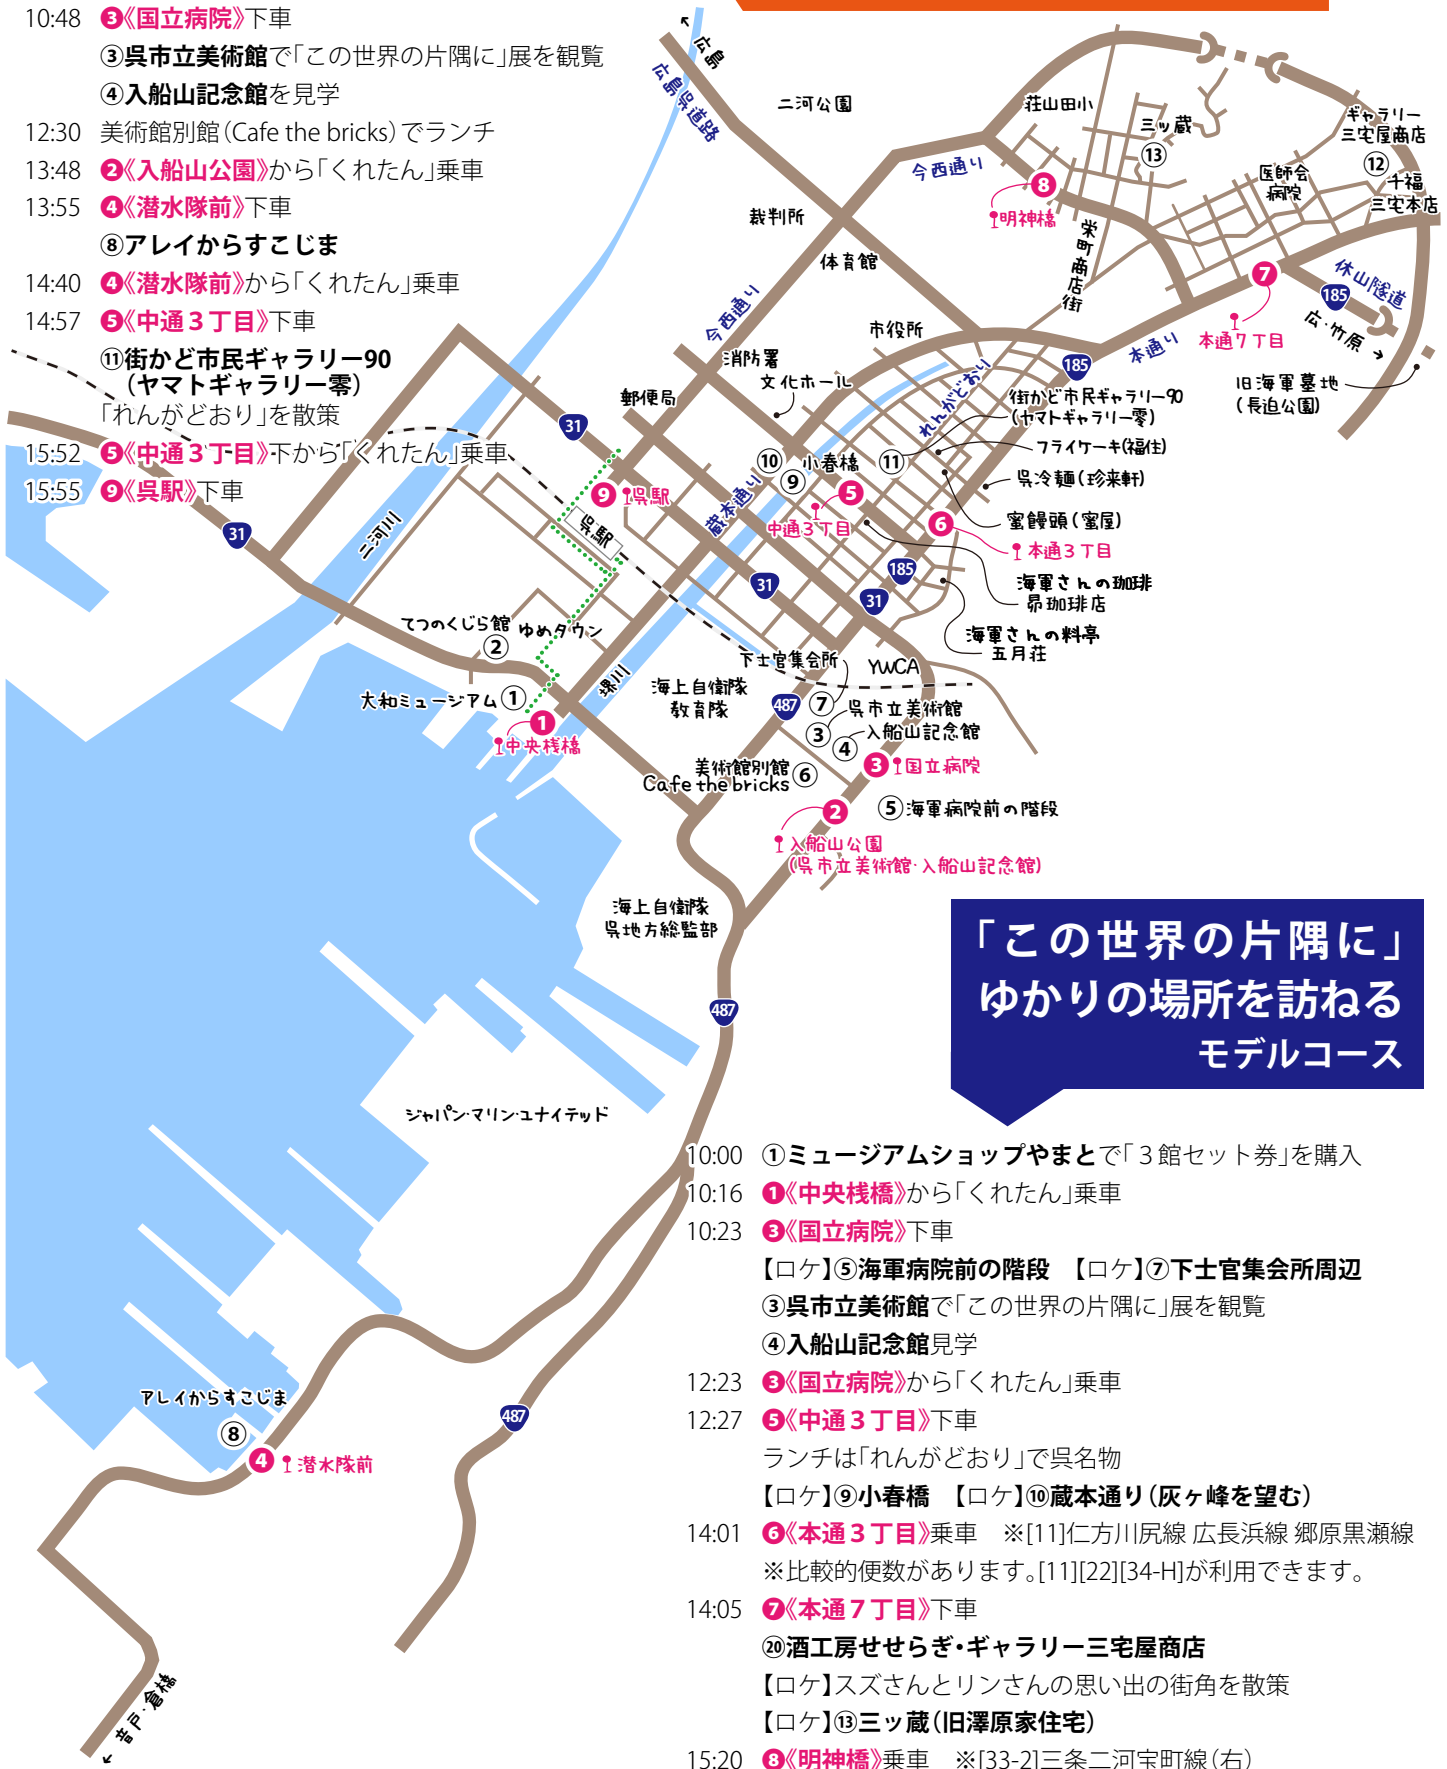 10:48 ❸《国立病院》下車
③呉市立美術館で「この世界の片隅に」展を観覧
④入船山記念館を見学
12:30 美術館別館(Cafe the bricks)でランチ
13:48 ❷《入船山公園》から「くれたん」乗車
13:55 ❹《潜水隊前》下車
⑧アレイからすこじま
14:40 ❹《潜水隊前》から「くれたん」乗車
14:57 ❺《中通3丁目》下車
⑪街かど市民ギャラリー90
(ヤマトギャラリー零)
「れんがどおり」を散策
15:52 ❺《中通3丁目》下から「くれたん」乗車
15:55 ❾《呉駅》下車
↑広島
広島呉道路
二河公園
荘山田小
三ッ蔵
⑬
ギャラリー
三宅屋商店
⑫
千福
三宅本店
医師会
病院
今西通り
❽
明神橋
裁判所
体育館
栄町商店街
❼
本通7丁目
185
休山隧道
広・竹原→
旧海軍墓地
(長迫公園)
今西通り
消防署
市役所
文化ホール
本通り
185
れんがどおり
街かど市民ギャラリー90
(ヤマトギャラリー零)
フライケーキ(福住)
呉冷麺(珍来軒)
蜜饅頭(蜜屋)
郵便局
31
⑩
小春橋
⑨
⑪
❺
中通3丁目
❻
本通3丁目
❾
呉駅
呉駅
蔵本通り
31
二河川
31
185
31
海軍さんの珈琲
昴珈琲店
海軍さんの料亭
五月荘
てつのくじら館
②
ゆめタウン
大和ミュージアム①
❶
中央桟橋
堺川
海上自衛隊
教育隊
下士官集会所
YWCA
487
⑦
呉市立美術館
③
入船山記念館
④
美術館別館⑥
Cafe the bricks
❸
国立病院
❷
⑤海軍病院前の階段
入船山公園
(呉市立美術館・入船山記念館)
海上自衛隊
呉地方総監部
487
ジャパン・マリン・ユナイテッド
アレイからすこじま
⑧
❹
潜水隊前
487
←音戸・倉橋
「この世界の片隅に」
ゆかりの場所を訪ねる
モデルコース
10:00 ①ミュージアムショップやまとで「3館セット券」を購入
10:16 ❶《中央桟橋》から「くれたん」乗車
10:23 ❸《国立病院》下車
【ロケ】⑤海軍病院前の階段 【ロケ】⑦下士官集会所周辺
③呉市立美術館で「この世界の片隅に」展を観覧
④入船山記念館見学
12:23 ❸《国立病院》から「くれたん」乗車
12:27 ❺《中通3丁目》下車
ランチは「れんがどおり」で呉名物
【ロケ】⑨小春橋 【ロケ】⑩蔵本通り(灰ヶ峰を望む)
14:01 ❻《本通3丁目》乗車 ※[11]仁方川尻線 広長浜線 郷原黒瀬線
※比較的便数があります。[11][22][34-H]が利用できます。
14:05 ❼《本通7丁目》下車
⑳酒工房せせらぎ・ギャラリー三宅屋商店
【ロケ】スズさんとリンさんの思い出の街角を散策
【ロケ】⑬三ッ蔵(旧澤原家住宅)
15:20 ❽《明神橋》乗車 ※[33-2]三条二河宝町線(右)